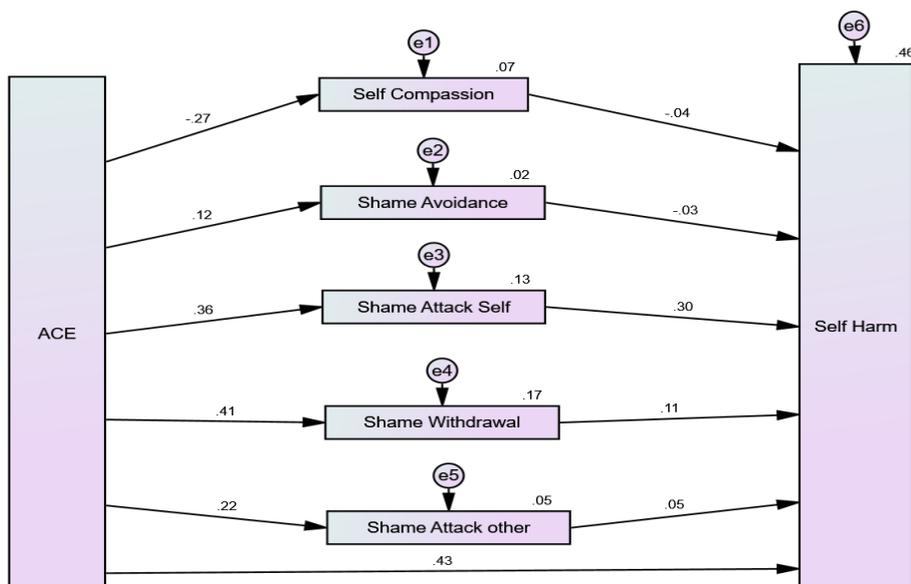 e6
.46
e1
.07
Self Compassion
-.27
-.04
e2
.02
Shame Avoidance
.12
-.03
e3
.13
Shame Attack Self
.36
.30
ACE
Self Harm
e4
.17
Shame Withdrawal
.41
.11
e5
.05
Shame Attack other
.22
.05
.43